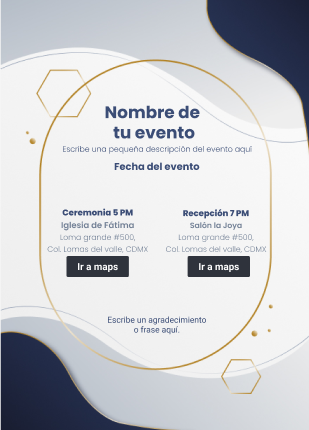 Nombre de
tu evento
Escribe una pequeña descripción del evento aquí
Fecha del evento
Ceremonia 5 PM
Iglesia de Fátima
Loma grande #500,
Col. Lomas del valle, CDMX
Ir a maps
Recepción 7 PM
Salón la Joya
Loma grande #500,
Col. Lomas del valle, CDMX
Ir a maps
Escribe un agradecimiento
o frase aquí.